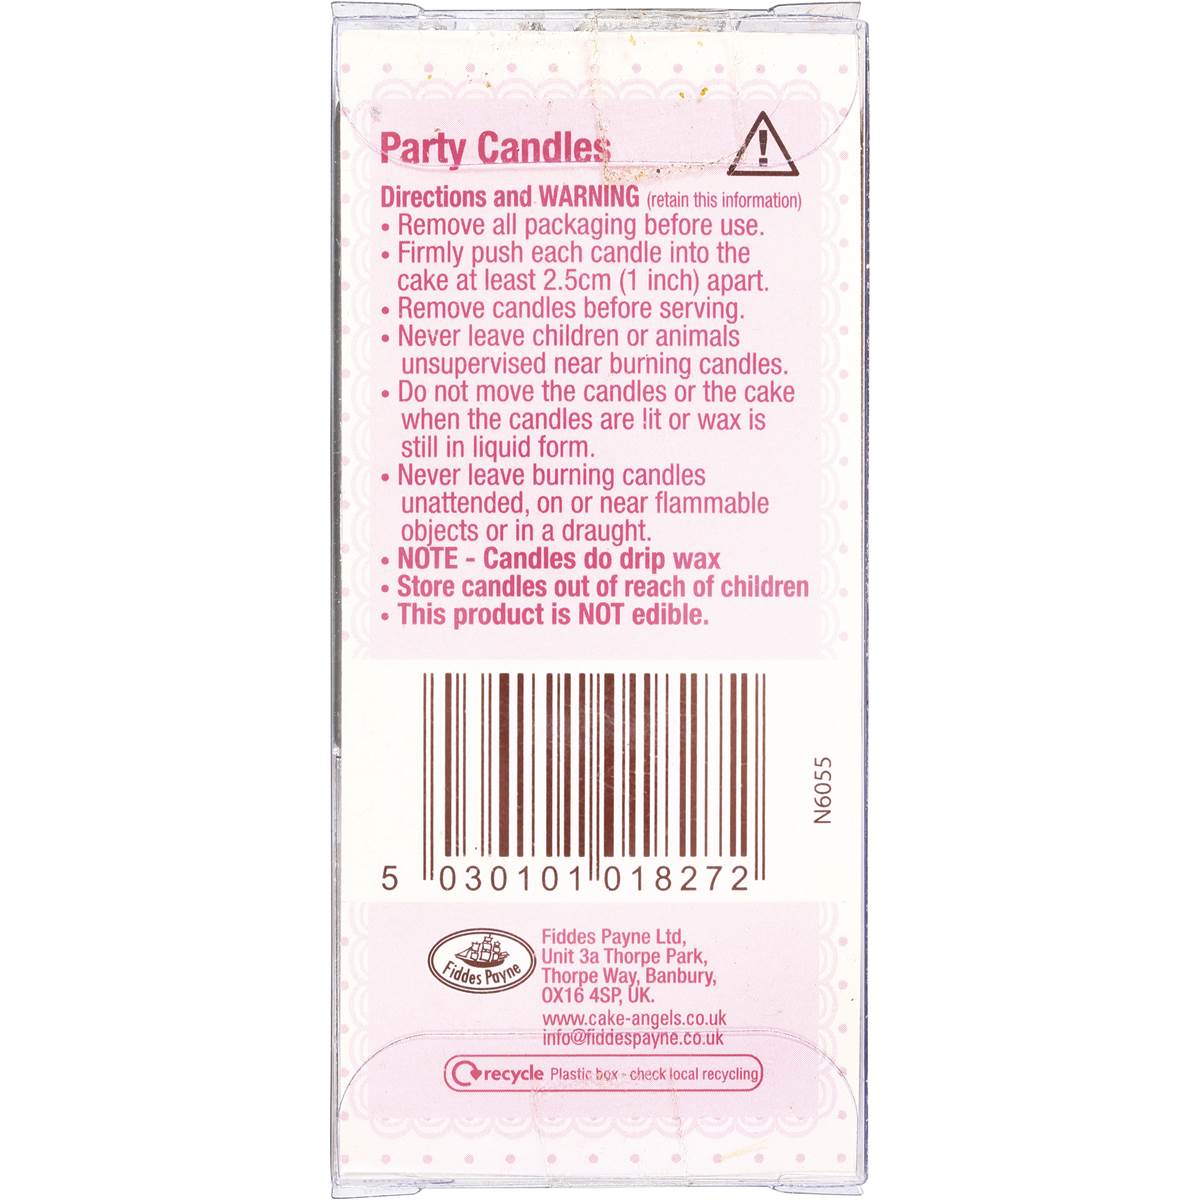 Party Candles
Directions and WARNING (retain this information)
• Remove all packaging before use.
• Firmly push each candle into the
cake at least 2.5cm (1 inch) apart.
• Remove candles before serving.
• Never leave children or animals
unsupervised near burning candles.
• Do not move the candles or the cake
when the candles are lit or wax is
still in liquid form.
• Never leave burning candles
unattended, on or near flammable
objects or in a draught.
• NOTE - Candles do drip wax
• Store candles out of reach of children
• This product is NOT edible.
N6055
5 030101 018272
Fiddes Payne
Fiddes Payne Ltd,
Unit 3a Thorpe Park,
Thorpe Way, Banbury,
OX16 4SP, UK.
www.cake-angels.co.uk
info@fiddespayne.co.uk
recycle Plastic box - check local recycling